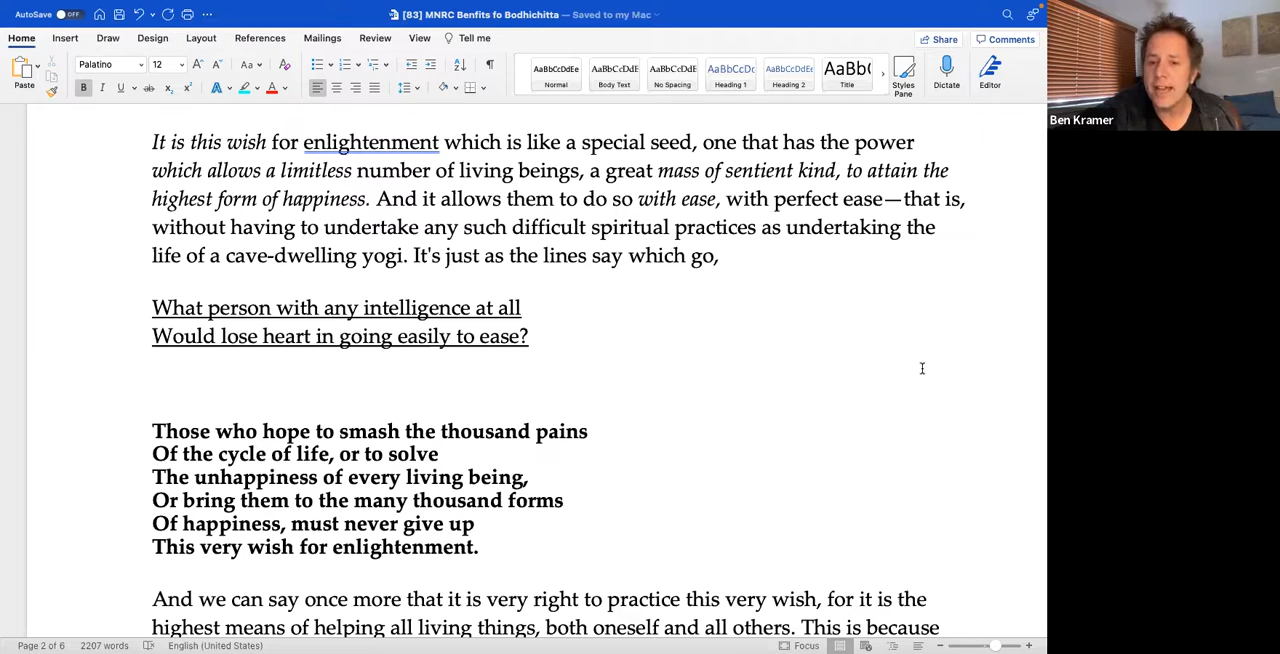 AutoSave OFF [83] MNRC Benfits fo Bodhichitta — Saved to my Mac
Home Insert Draw Design Layout References Mailings Review View Tell me Share Comments
Paste Palatino 12 Aa AaBbCcDdEe AaBbCcDdE AaBbCcDdEe AaBbCcDc AaBbCcDdEe AaBb( Styles Pane Dictate Editor
Normal Body Text No Spacing Heading 1 Heading 2 Title
Ben Kramer
It is this wish for enlightenment which is like a special seed, one that has the power
which allows a limitless number of living beings, a great mass of sentient kind, to attain the
highest form of happiness. And it allows them to do so with ease, with perfect ease—that is,
without having to undertake any such difficult spiritual practices as undertaking the
life of a cave-dwelling yogi. It's just as the lines say which go,
What person with any intelligence at all
Would lose heart in going easily to ease?
Those who hope to smash the thousand pains
Of the cycle of life, or to solve
The unhappiness of every living being,
Or bring them to the many thousand forms
Of happiness, must never give up
This very wish for enlightenment.
And we can say once more that it is very right to practice this very wish, for it is the
highest means of helping all living things, both oneself and all others. This is because
Page 2 of 6 2207 words English (United States) Focus